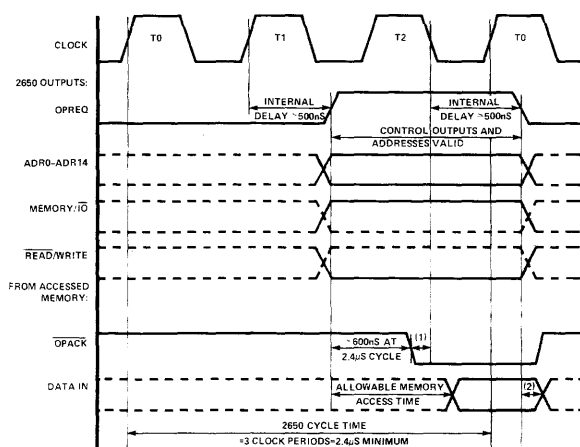 CLOCK
T0
T1
T2
T0
2650 OUTPUTS:
OPREQ
INTERNAL
DELAY ~500nS
INTERNAL
DELAY ~500nS
CONTROL OUTPUTS AND
ADDRESSES VALID
ADR0-ADR14
MEMORY/IO
READ/WRITE
FROM ACCESSED
MEMORY:
OPACK
~600nS AT
2.4µS CYCLE
(1)
DATA IN
ALLOWABLE MEMORY
ACCESS TIME
(2)
2650 CYCLE TIME
=3 CLOCK PERIODS=2.4µS MINIMUM